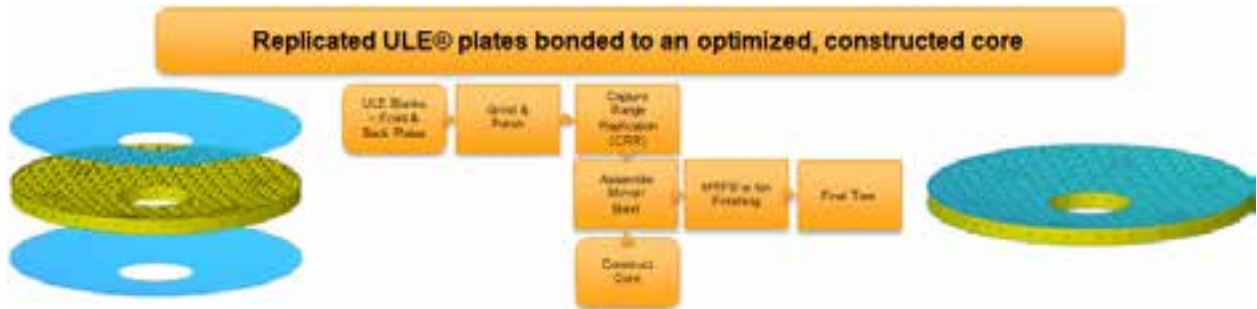 Replicated ULE® plates bonded to an optimized, constructed core
ULE Blanks
– Front &
Back Plates
Grind &
Polish
Capture
Range
Replication
(CRR)
Assemble
Mirror
Finishing
Final Test
Construct
Core